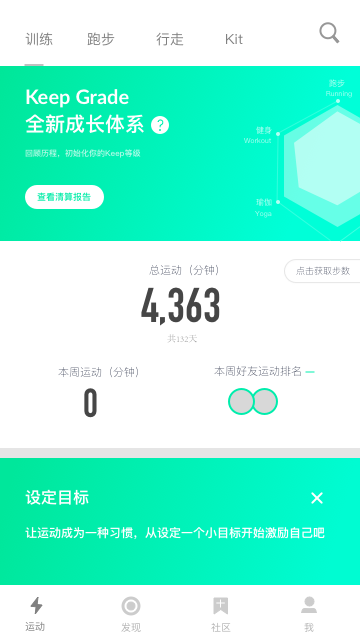 训练 跑步 行走 Kit
Keep Grade
全新成长体系 ?
回顾历程，初始化你的Keep等级
查看清算报告
跑步
Running
健身
Workout
瑜伽
Yoga
总运动（分钟）
点击获取步数
4,363
共132天
本周运动（分钟）
0
本周好友运动排名
设定目标
让运动成为一种习惯，从设定一个小目标开始激励自己吧
运动 发现 社区 我